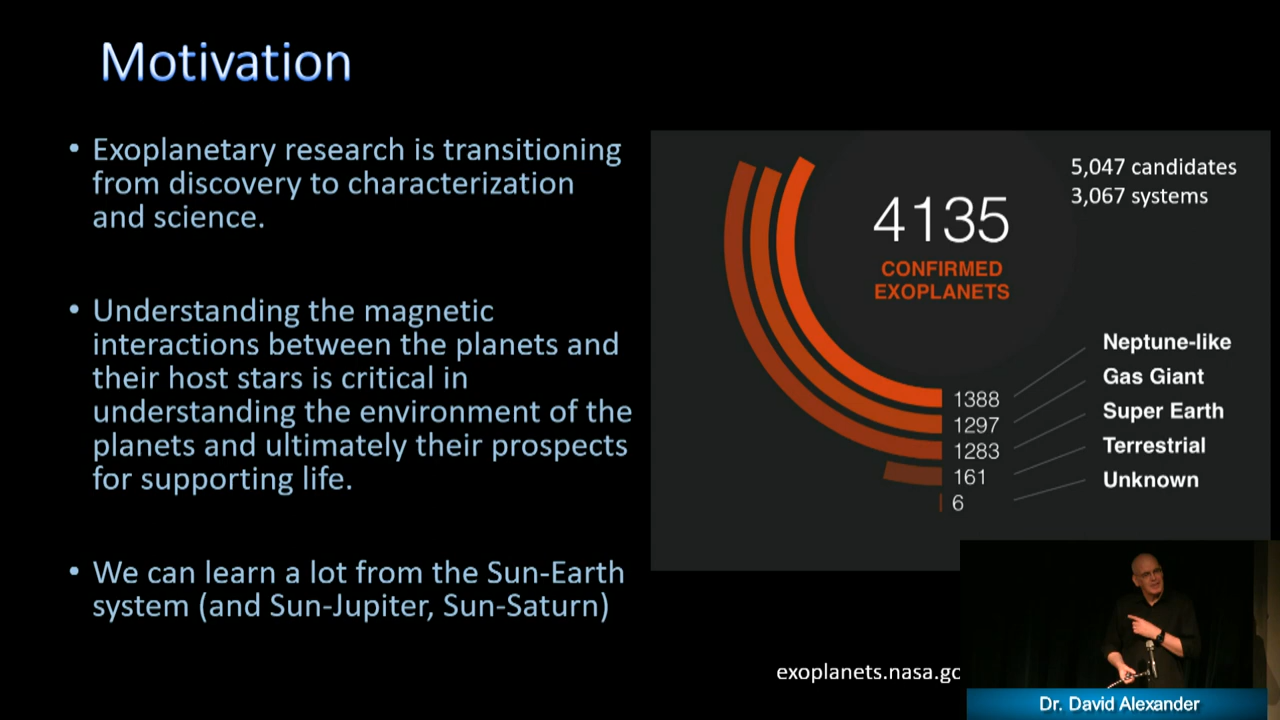 Motivation
• Exoplanetary research is transitioning
from discovery to characterization
and science.
• Understanding the magnetic
interactions between the planets and
their host stars is critical in
understanding the environment of the
planets and ultimately their prospects
for supporting life.
• We can learn a lot from the Sun-Earth
system (and Sun-Jupiter, Sun-Saturn)
5,047 candidates
3,067 systems
4135
CONFIRMED
EXOPLANETS
1388 Neptune-like
1297 Gas Giant
1283 Super Earth
161 Terrestrial
6 Unknown
exoplanets.nasa.go
Dr. David Alexander